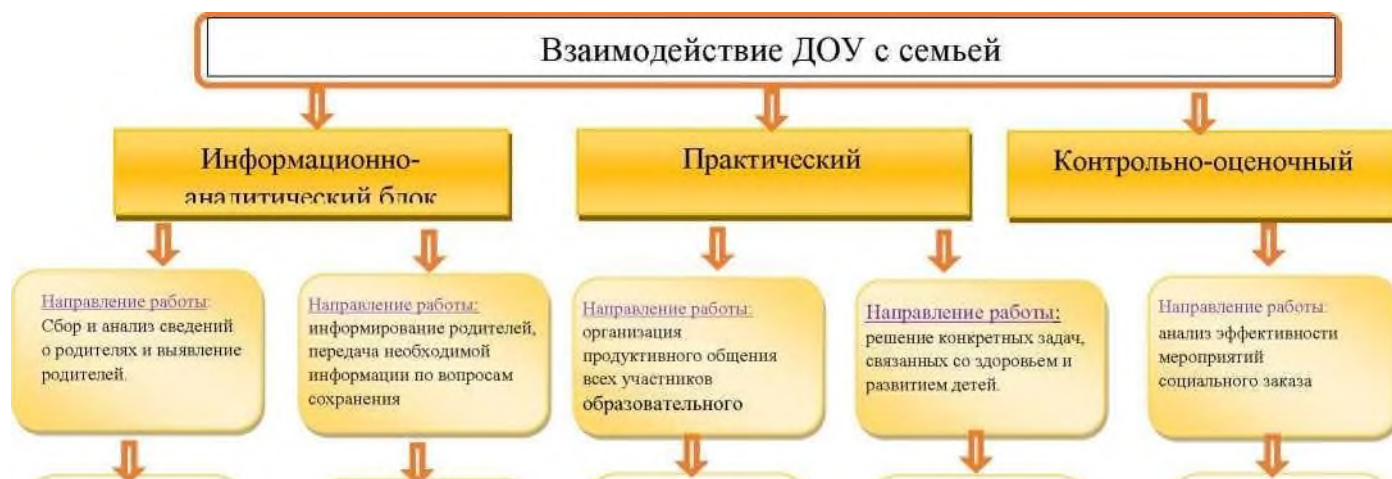 Взаимодействие ДОУ с семьей
Информационно-
аналитический блок
Практический
Контрольно-оценочный
Направление работы:
Сбор и анализ сведений
о родителях и выявление
родителей.
Направление работы:
информирование родителей,
передача необходимой
информации по вопросам
сохранения
Направление работы:
организация
продуктивного общения
всех участников
образовательного
Направление работы:
решение конкретных задач,
связанных со здоровьем и
развитием детей.
Направление работы:
анализ эффективности
мероприятий
социального заказа